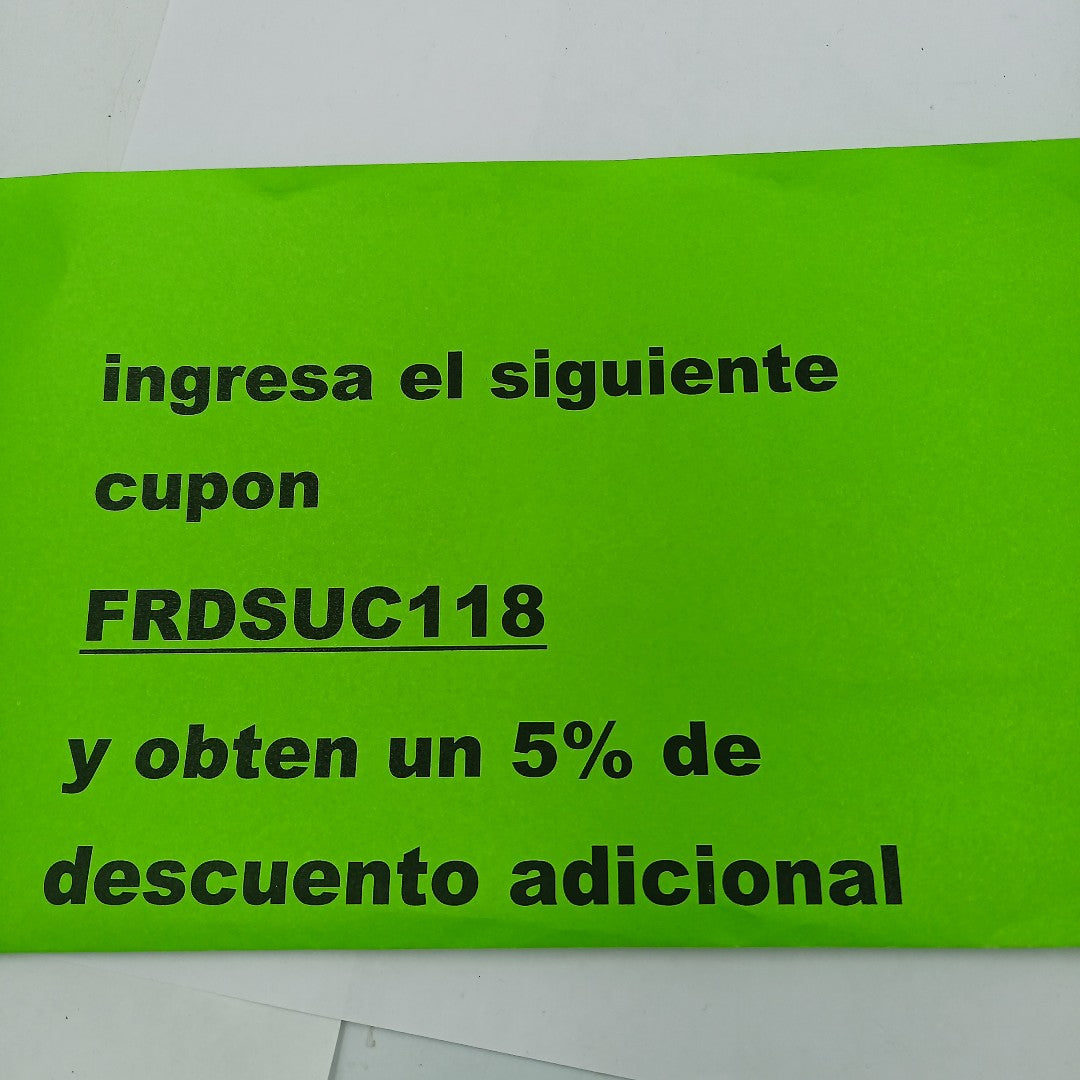 ingresa el siguiente
cupon
FRDSUC118
y obten un 5% de
descuento adicional